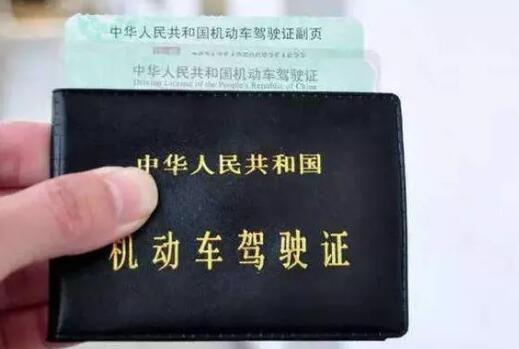 中华人民共和国机动车驾驶证副页
中华人民共和国机动车驾驶证
Driving License of the People's Republic of China
中华人民共和国
机动车驾驶证